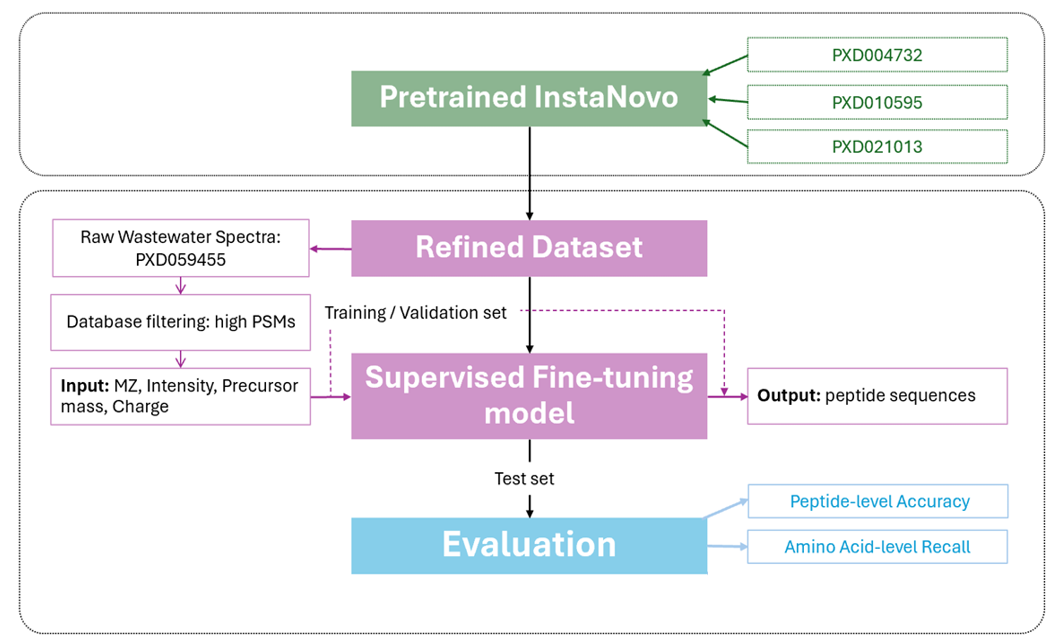 Pretrained InstaNovo
PXD004732
PXD010595
PXD021013
Refined Dataset
Raw Wastewater Spectra:
PXD059455
Database filtering: high PSMs
Training / Validation set
Input: MZ, Intensity, Precursor
mass, Charge
Supervised Fine-tuning
model
Output: peptide sequences
Test set
Evaluation
Peptide-level Accuracy
Amino Acid-level Recall